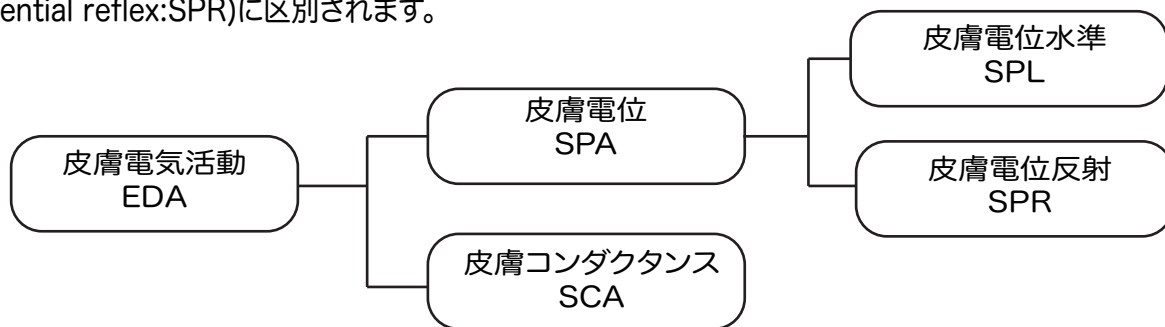 ential reflex:SPR)に区別されます。
皮膚電気活動
EDA
皮膚電位
SPA
皮膚コンダクタンス
SCA
皮膚電位水準
SPL
皮膚電位反射
SPR